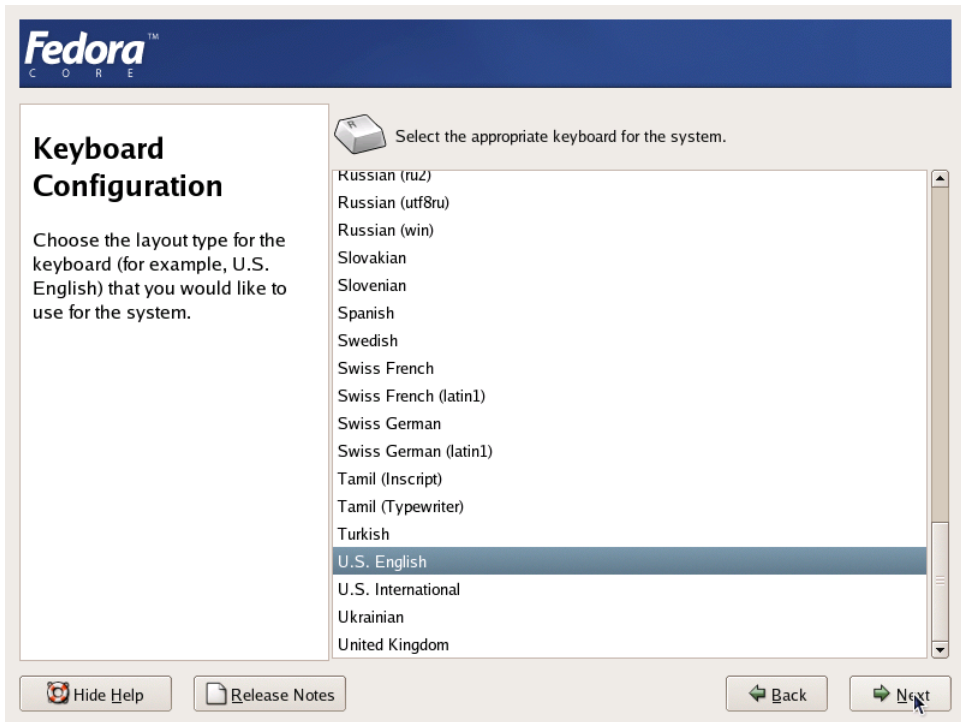 Fedora™
CORE
Keyboard
Configuration
Choose the layout type for the
keyboard (for example, U.S.
English) that you would like to
use for the system.
R
Select the appropriate keyboard for the system.
Russian (ru2)
Russian (utf8ru)
Russian (win)
Slovakian
Slovenian
Spanish
Swedish
Swiss French
Swiss French (latin1)
Swiss German
Swiss German (latin1)
Tamil (Inscript)
Tamil (Typewriter)
Turkish
U.S. English
U.S. International
Ukrainian
United Kingdom
Hide Help
Release Notes
Back
Next